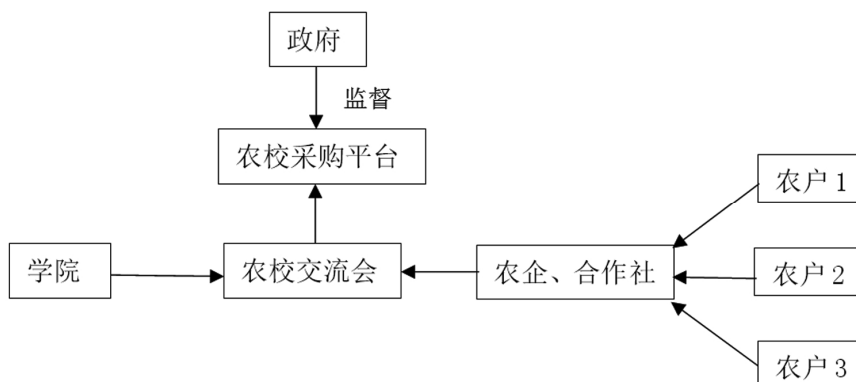 政府
监督
农校采购平台
农户 1
学院
农校交流会
农企、合作社
农户 2
农户 3